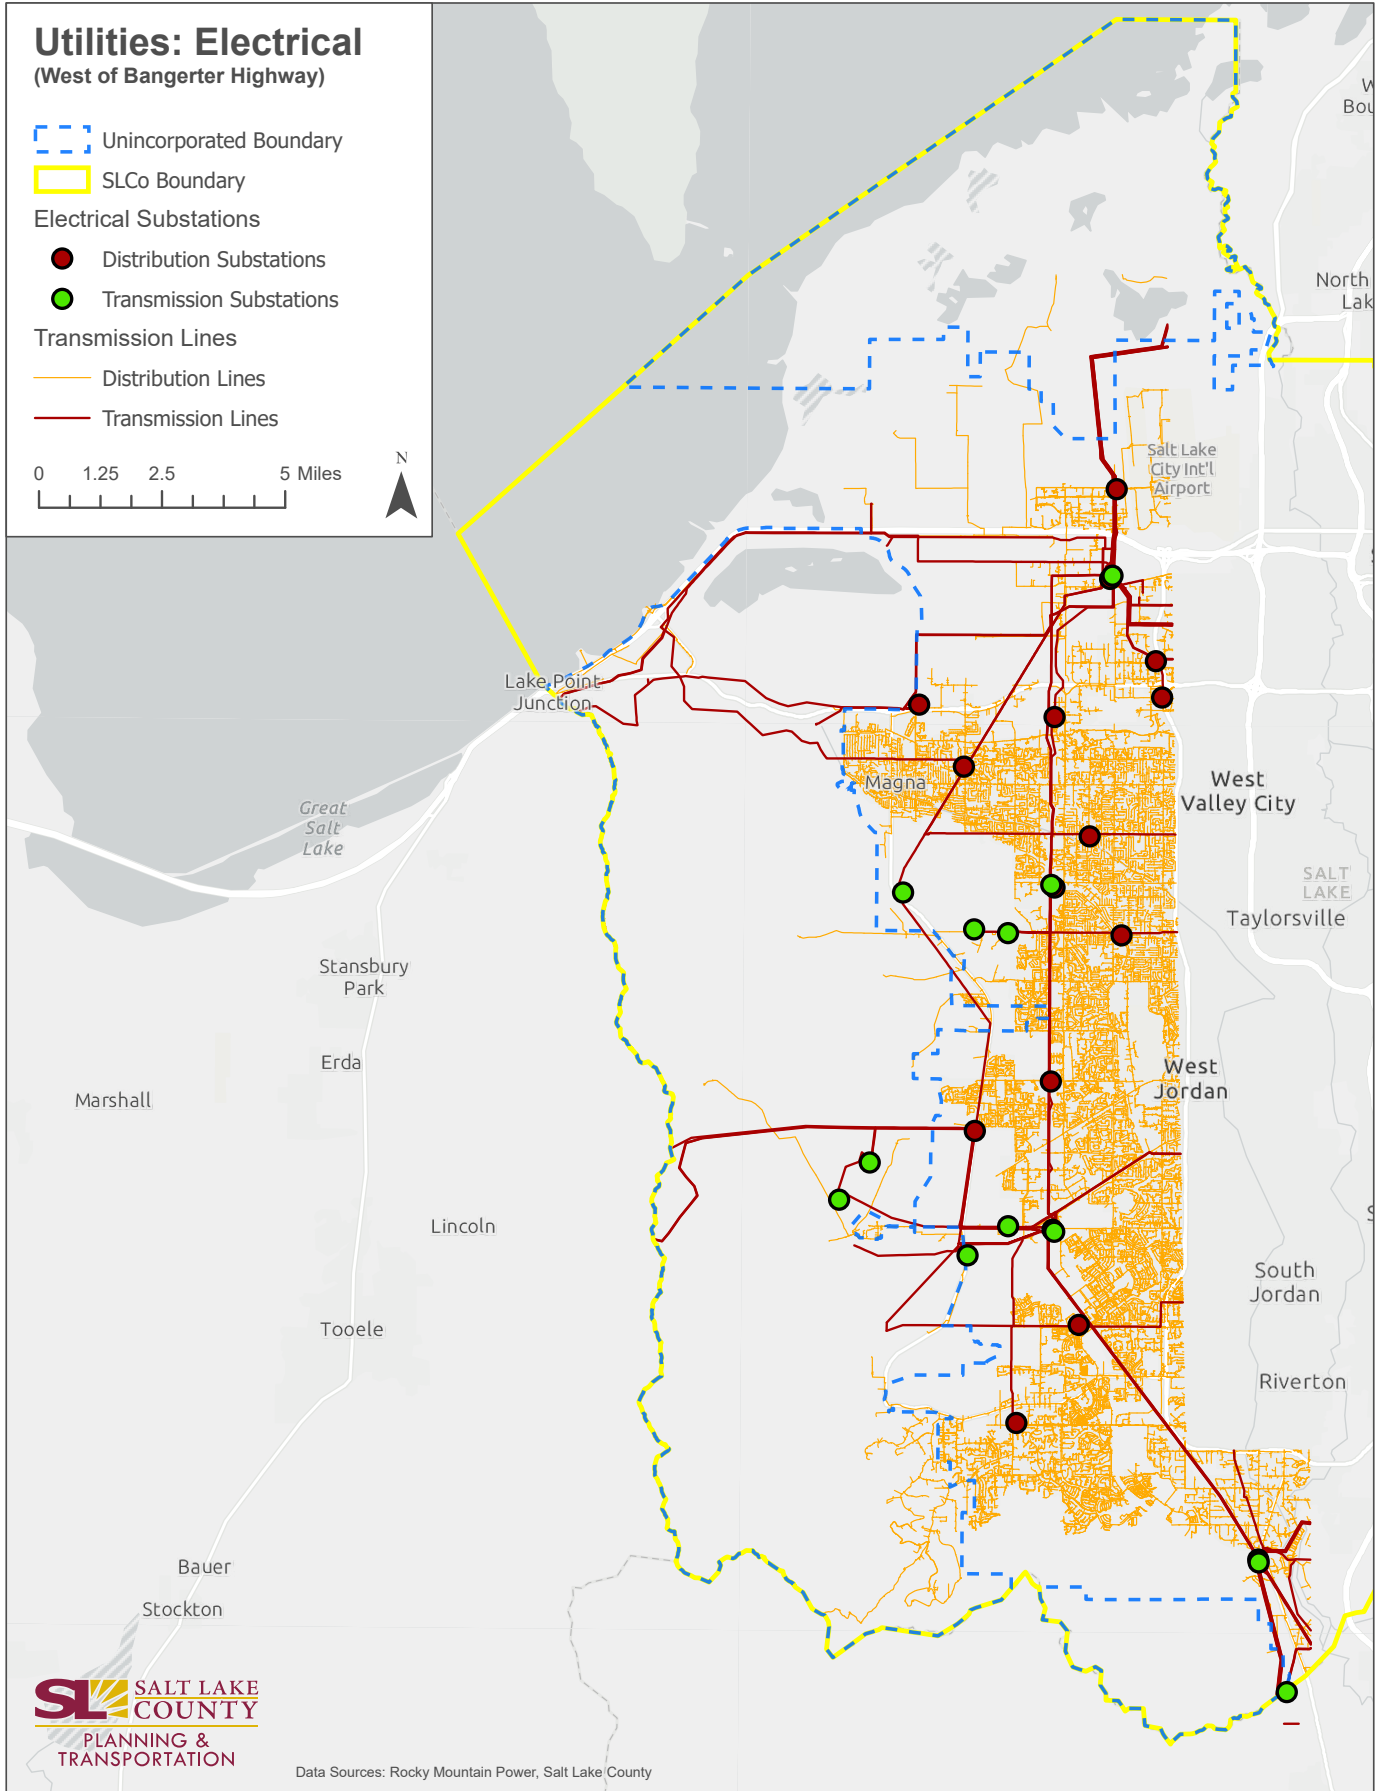 Utilities: Electrical
(West of Bangerter Highway)
Unincorporated Boundary
SLCo Boundary
Electrical Substations
Distribution Substations
Transmission Substations
Transmission Lines
Distribution Lines
Transmission Lines
0 1.25 2.5 5 Miles
N
North
Salt Lake
City Int'l
Airport
Lake Point
Junction
Great
Salt
Lake
Magna
West
Valley City
SALT
LAKE
Taylorsville
Stansbury
Park
Erda
Marshall
West
Jordan
Lincoln
South
Jordan
Tooele
Riverton
Bauer
Stockton
SL SALT LAKE
COUNTY
PLANNING &
TRANSPORTATION
Data Sources: Rocky Mountain Power, Salt Lake County